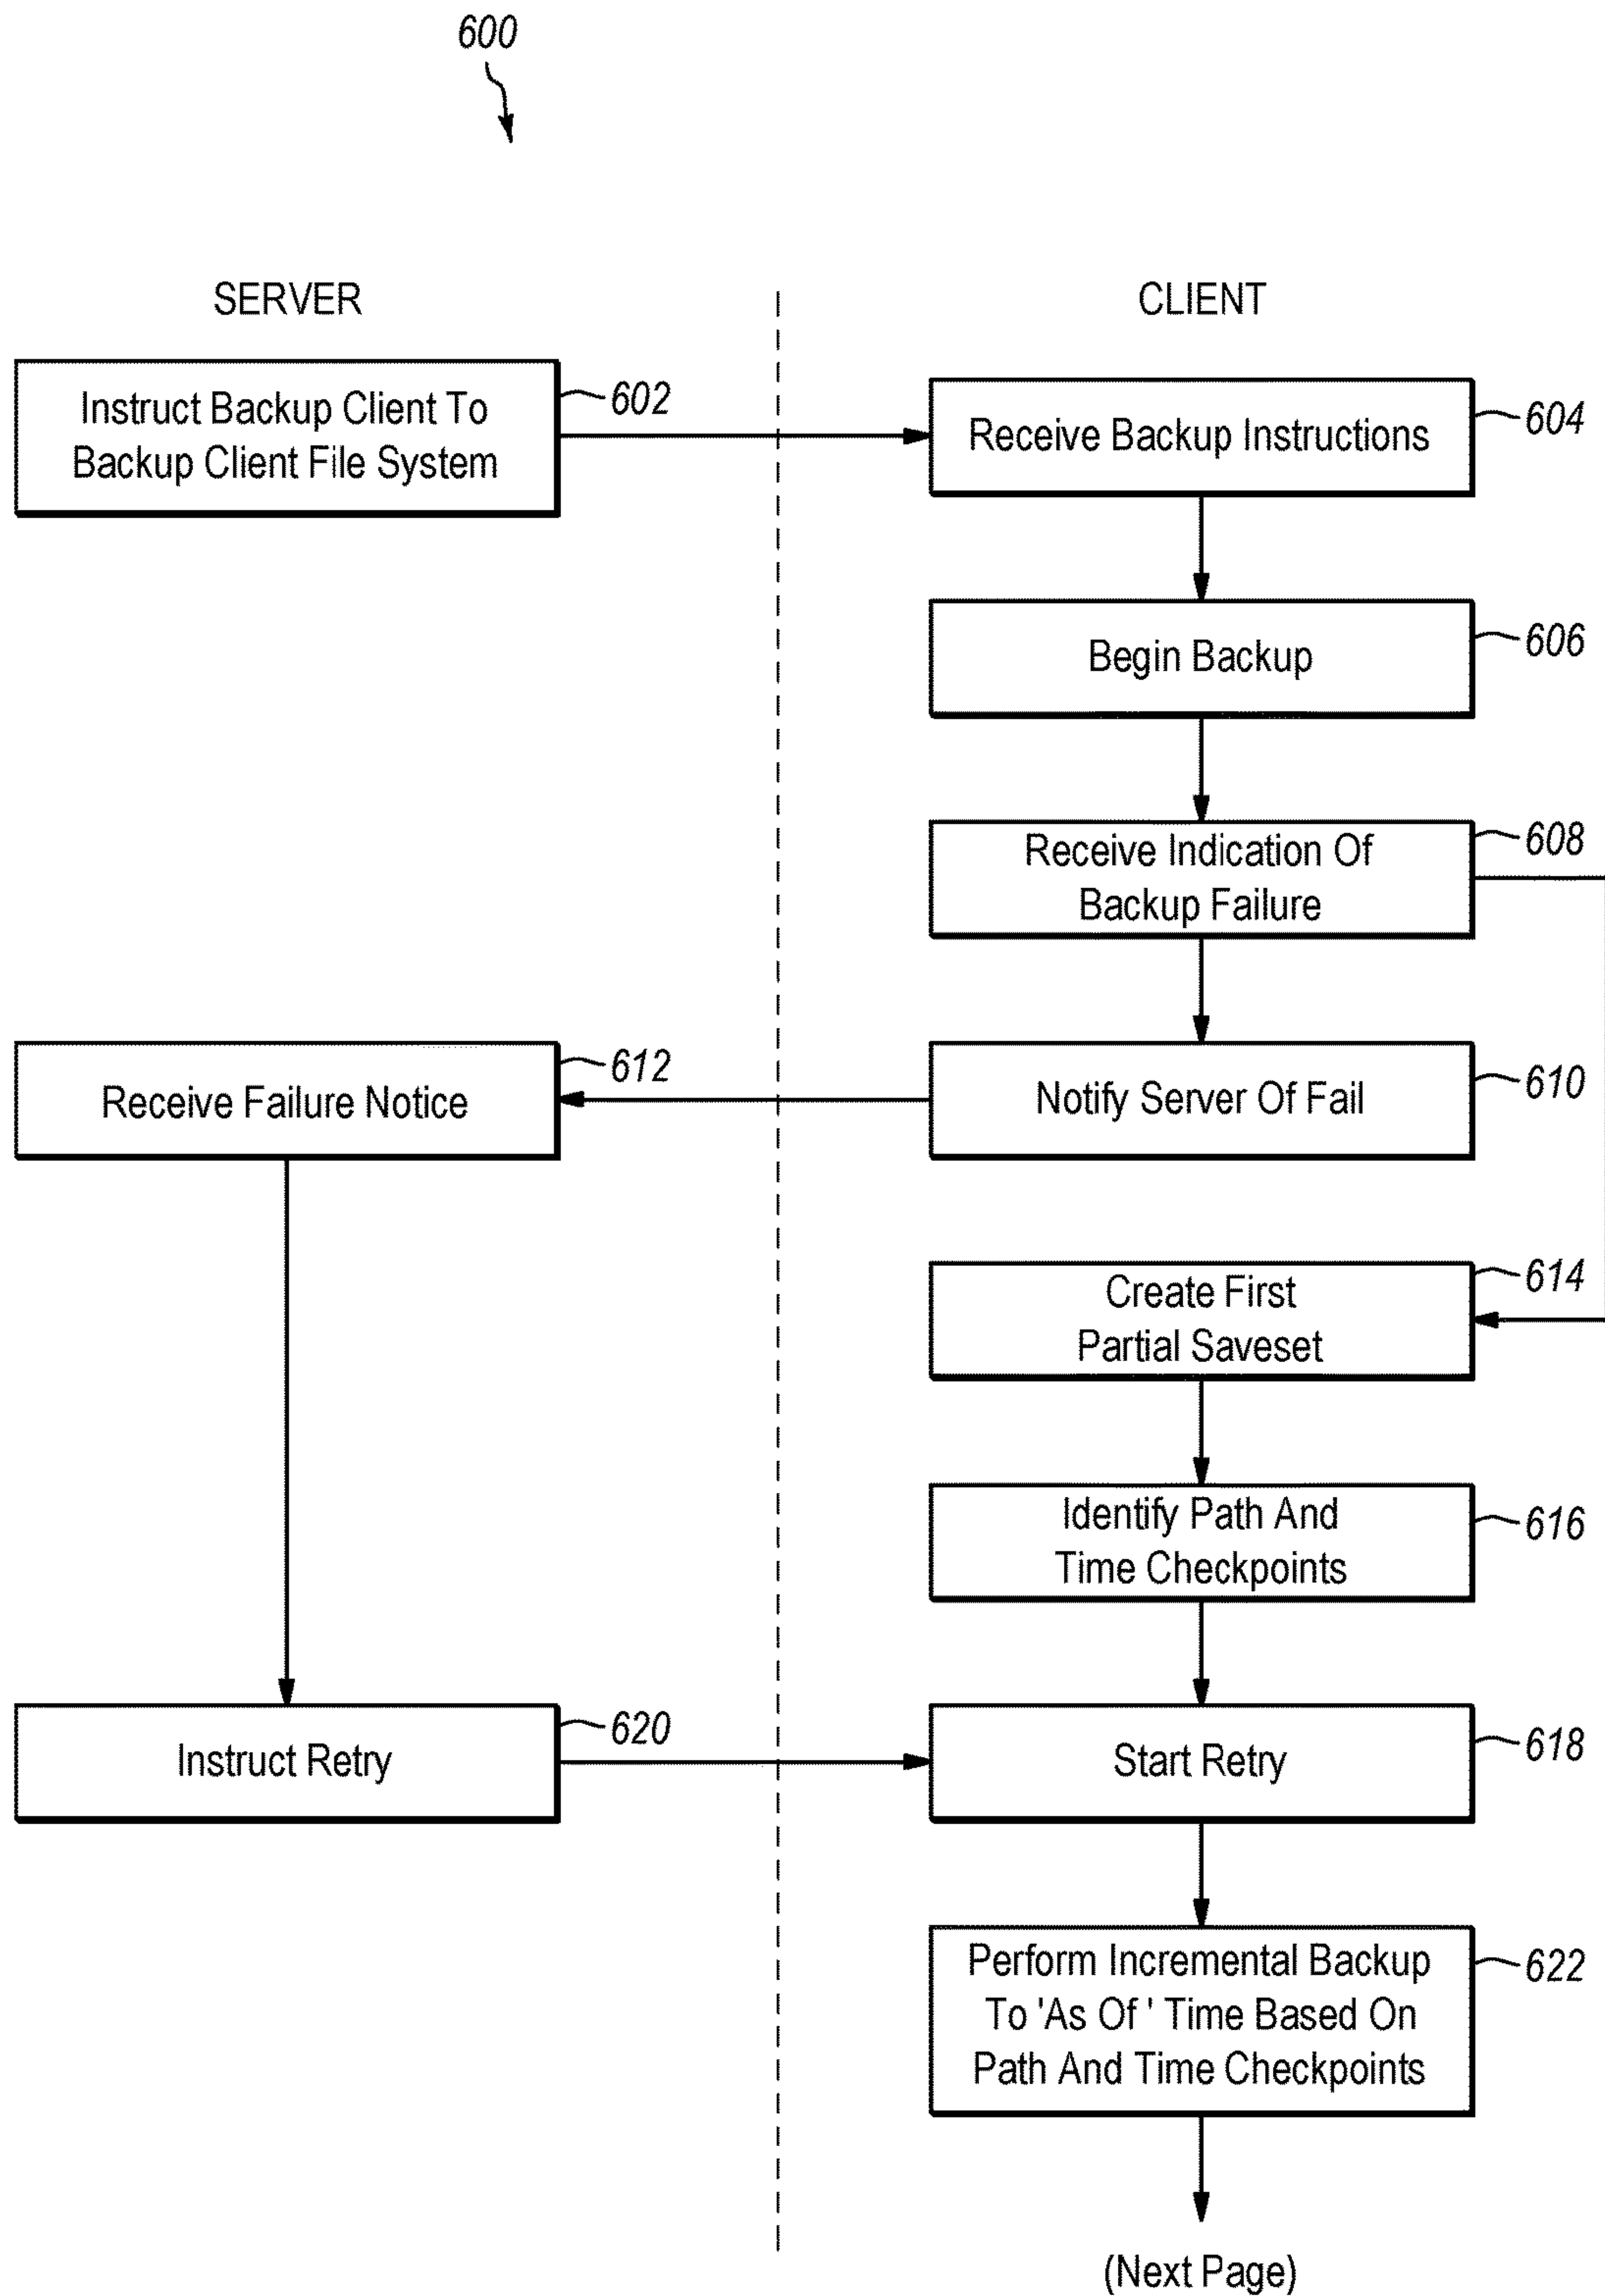 600
SERVER
CLIENT
Instruct Backup Client To
Backup Client File System
602
Receive Backup Instructions
604
Begin Backup
606
Receive Indication Of
Backup Failure
608
Receive Failure Notice
612
Notify Server Of Fail
610
Create First
Partial Saveset
614
Identify Path And
Time Checkpoints
616
Instruct Retry
620
Start Retry
618
Perform Incremental Backup
To 'As Of ' Time Based On
Path And Time Checkpoints
622
(Next Page)